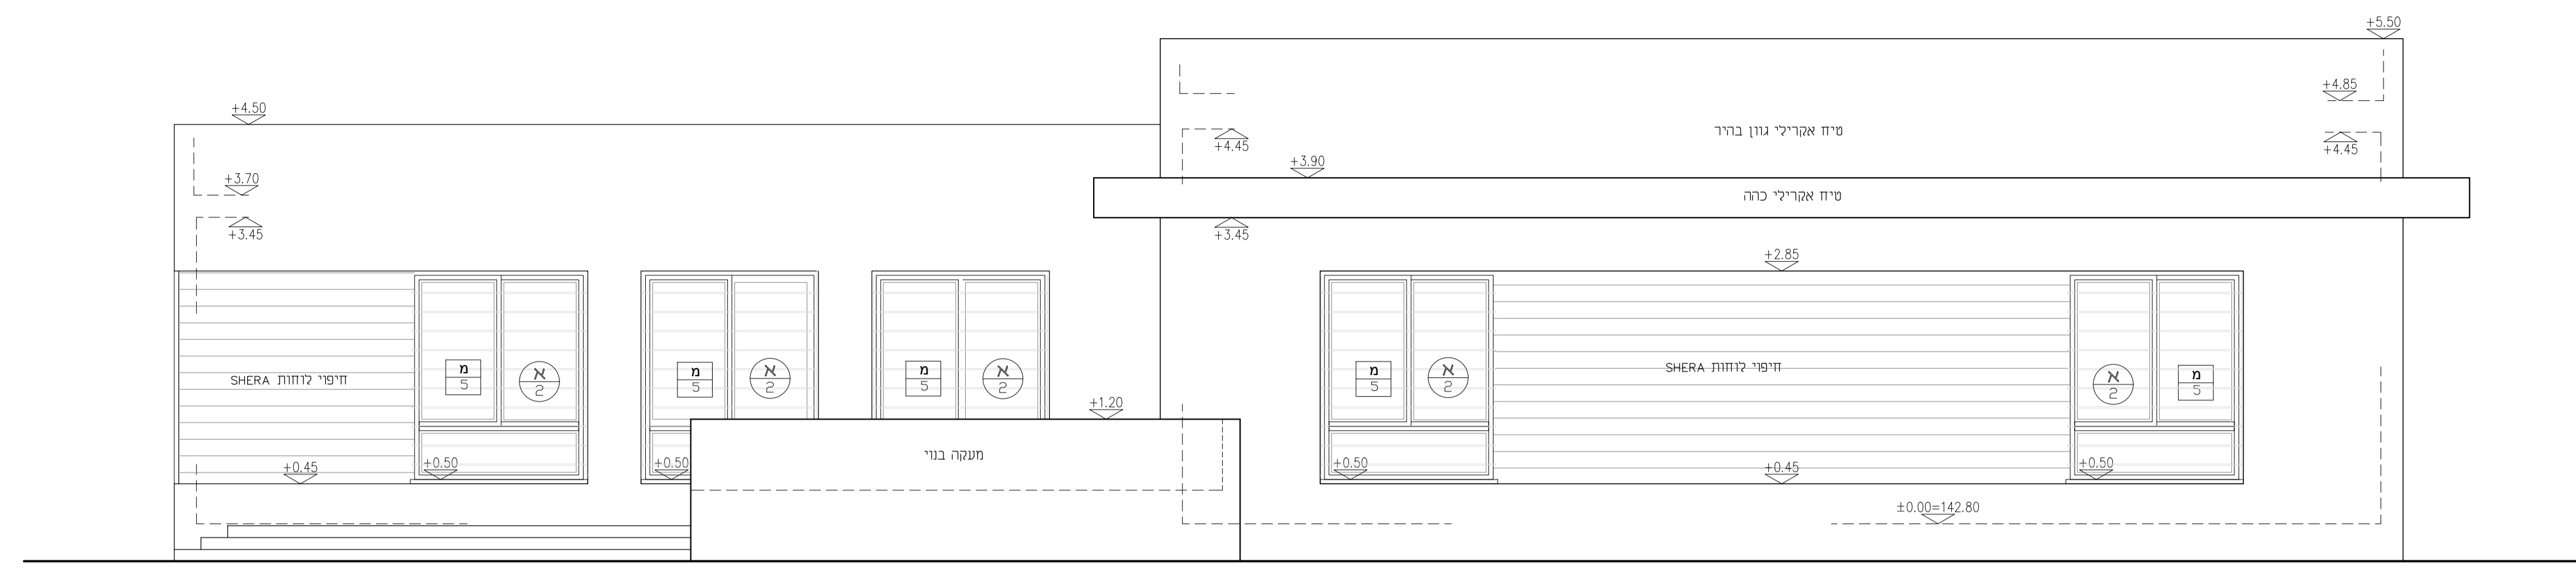 +5.50
+4.85
+4.50
טיח אקרילי גוון בהיר
+4.45
+4.45
+3.90
+3.70
טיח אקרילי כהה
+3.45
+3.45
+2.85
חיפוי לוחות SHERA
מ
5
א
2
מ
5
א
2
מ
5
א
2
מ
5
א
2
חיפוי לוחות SHERA
א
2
מ
5
+1.20
מעקה בנוי
+0.45
+0.50
+0.50
+0.50
+0.45
+0.50
±0.00=142.80